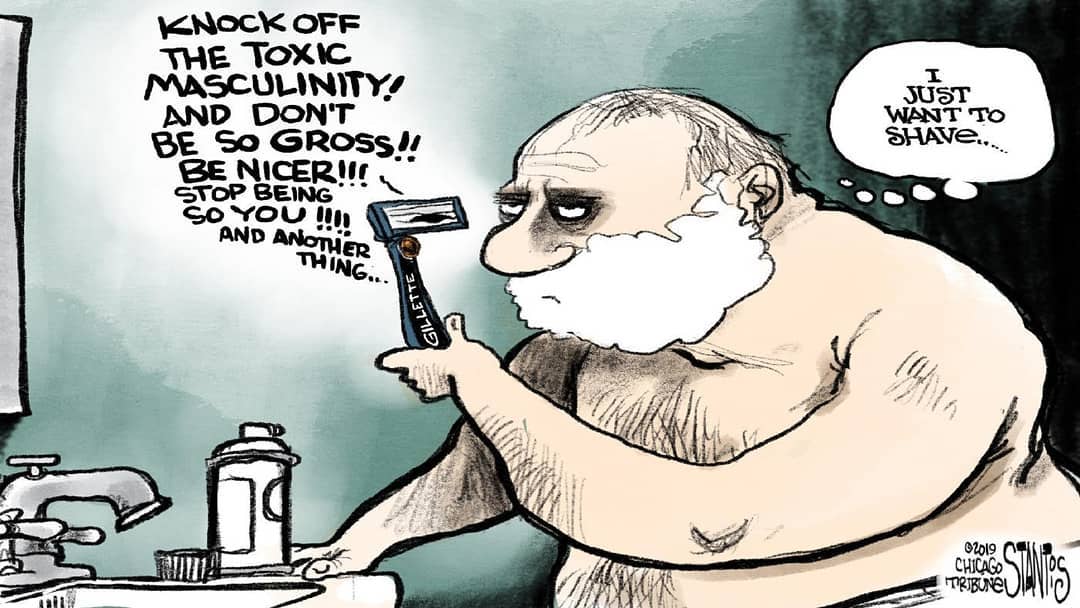 KNOCK OFF
THE TOXIC
MASCULINITY!
AND DON'T
BE SO GROSS!!
BE NICER!!!
STOP BEING
SO YOU !!!!
AND ANOTHER
THING...
I
JUST
WANT TO
SHAVe.....
GILLETTE
©2019
CHICAGO
TRIBUNE
STANTIS